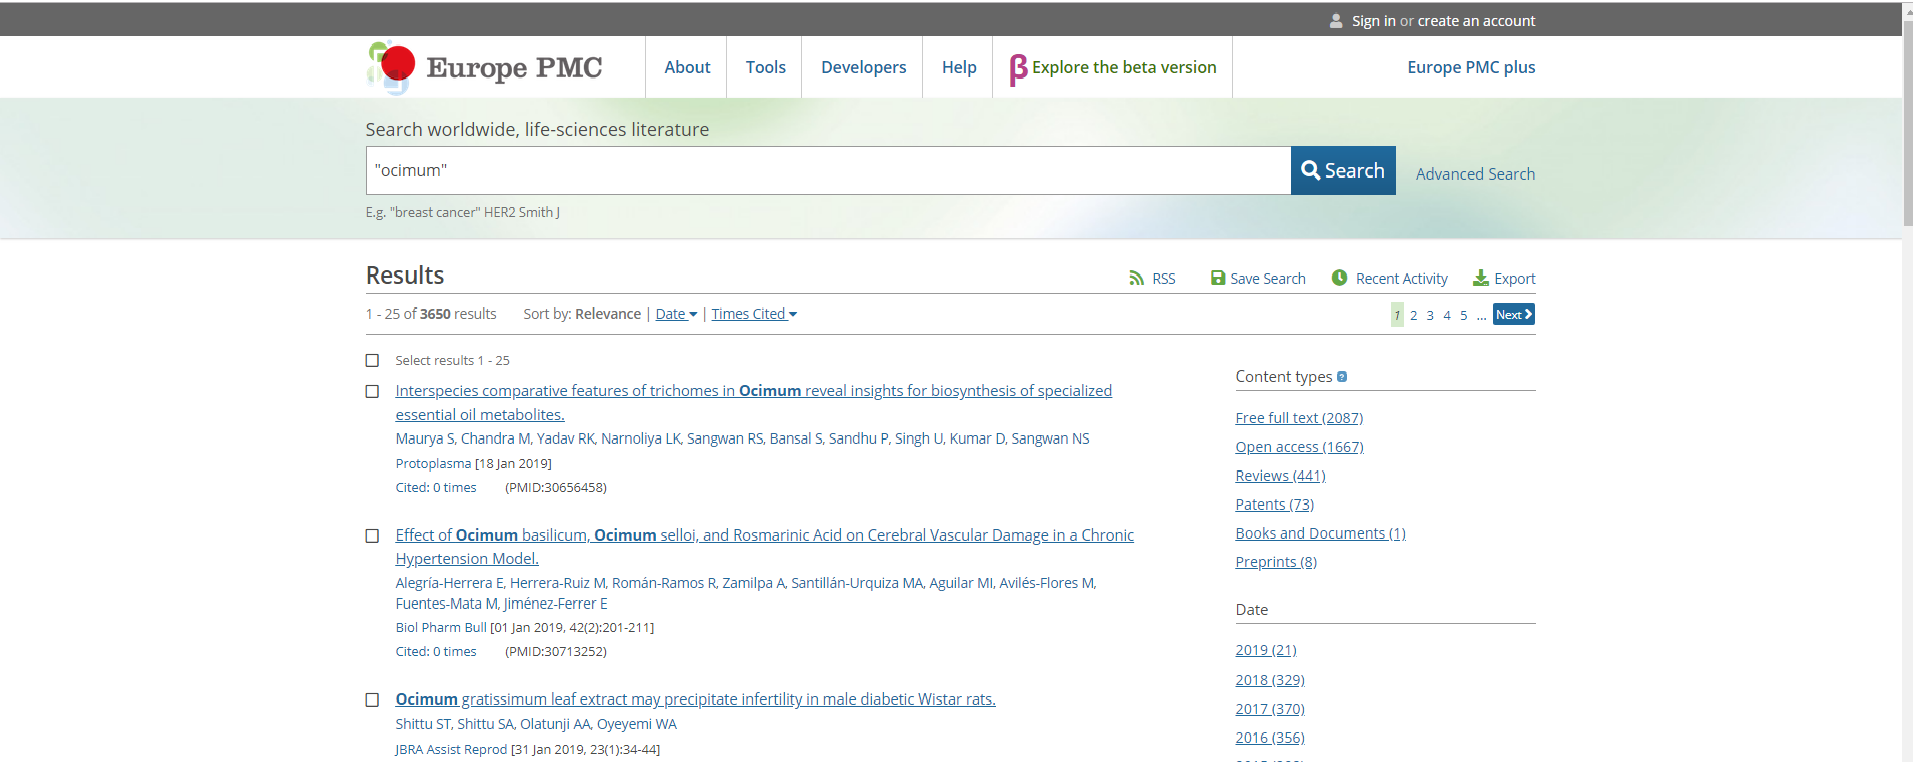 Sign in or create an account
Europe PMC
About
Tools
Developers
Help
β Explore the beta version
Europe PMC plus
Search worldwide, life-sciences literature
"ocimum"
Search
Advanced Search
E.g. "breast cancer" HER2 Smith J
Results
RSS
Save Search
Recent Activity
Export
1 - 25 of 3650 results
Sort by: Relevance | Date | Times Cited
1 2 3 4 5 ... Next
Select results 1 - 25
Interspecies comparative features of trichomes in Ocimum reveal insights for biosynthesis of specialized
essential oil metabolites.
Maurya S, Chandra M, Yadav RK, Narnoliya LK, Sangwan RS, Bansal S, Sandhu P, Singh U, Kumar D, Sangwan NS
Protoplasma [18 Jan 2019]
Cited: 0 times (PMID:30656458)
Effect of Ocimum basilicum, Ocimum selloi, and Rosmarinic Acid on Cerebral Vascular Damage in a Chronic
Hypertension Model.
Alegría-Herrera E, Herrera-Ruiz M, Román-Ramos R, Zamilpa A, Santillán-Urquiza MA, Aguilar MI, Avilés-Flores M,
Fuentes-Mata M, Jiménez-Ferrer E
Biol Pharm Bull [01 Jan 2019, 42(2):201-211]
Cited: 0 times (PMID:30713252)
Ocimum gratissimum leaf extract may precipitate infertility in male diabetic Wistar rats.
Shittu ST, Shittu SA, Olatunji AA, Oyeyemi WA
JBRA Assist Reprod [31 Jan 2019, 23(1):34-44]
Content types ?
Free full text (2087)
Open access (1667)
Reviews (441)
Patents (73)
Books and Documents (1)
Preprints (8)
Date
2019 (21)
2018 (329)
2017 (370)
2016 (356)